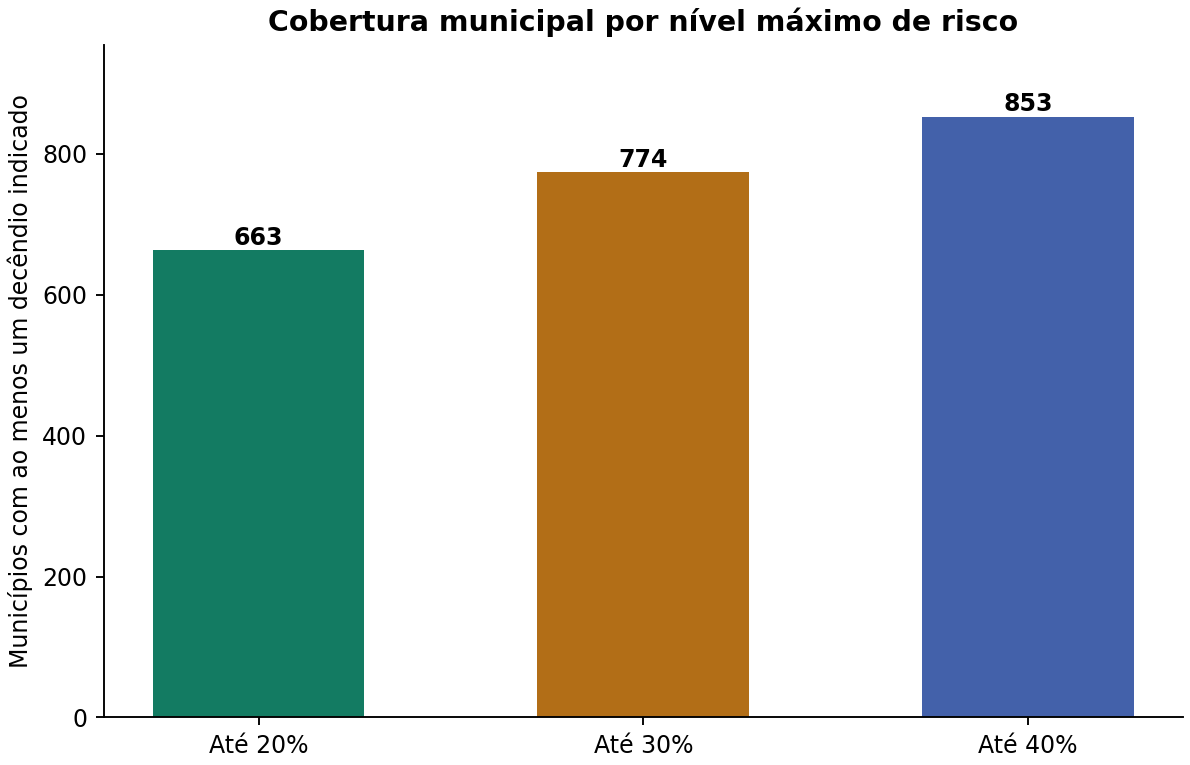 Cobertura municipal por nível máximo de risco
Municípios com ao menos um decêndio indicado
800
600
400
200
0
663
774
853
Até 20%
Até 30%
Até 40%